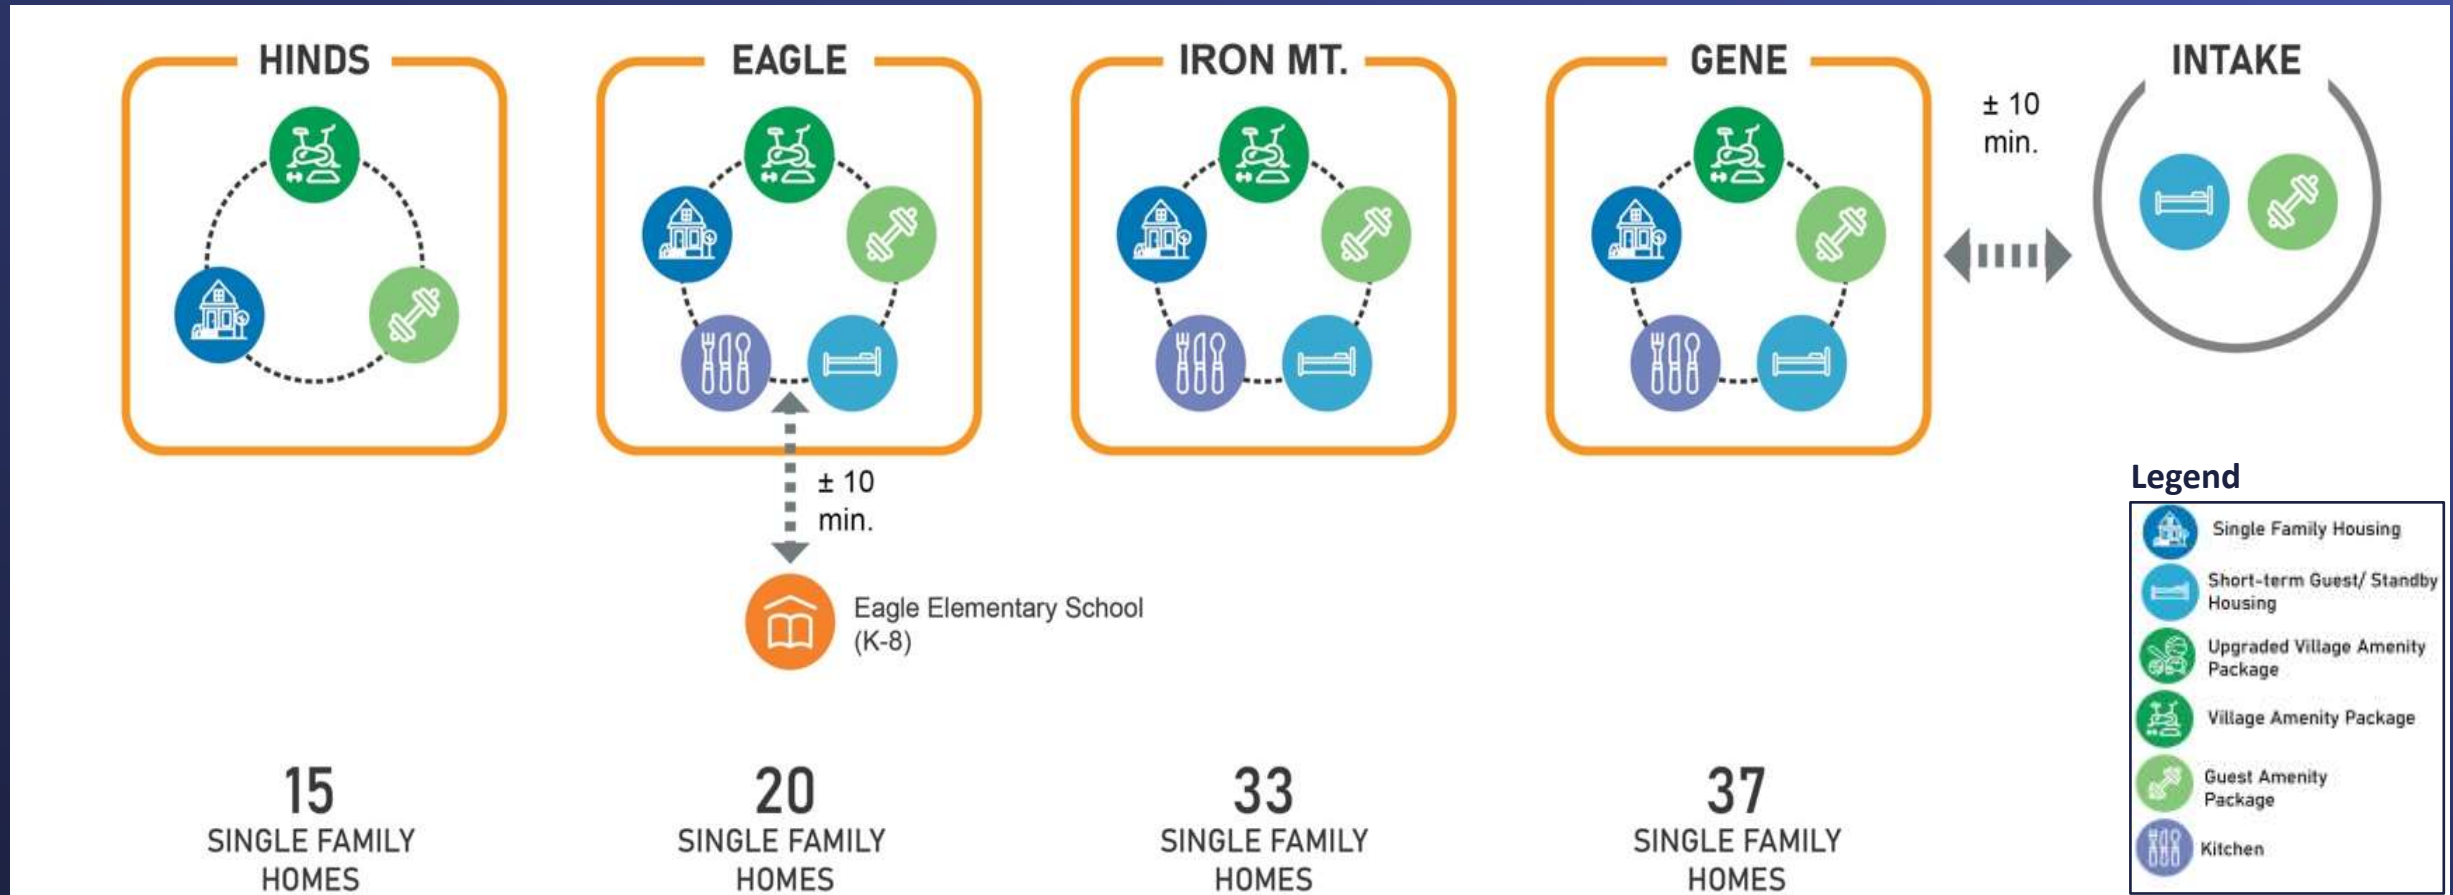 HINDS
EAGLE
IRON MT.
GENE
INTAKE
± 10
min.
± 10
min.
Eagle Elementary School
(K-8)
15
SINGLE FAMILY
HOMES
20
SINGLE FAMILY
HOMES
33
SINGLE FAMILY
HOMES
37
SINGLE FAMILY
HOMES
Legend
Single Family Housing
Short-term Guest/ Standby
Housing
Upgraded Village Amenity
Package
Village Amenity Package
Guest Amenity
Package
Kitchen